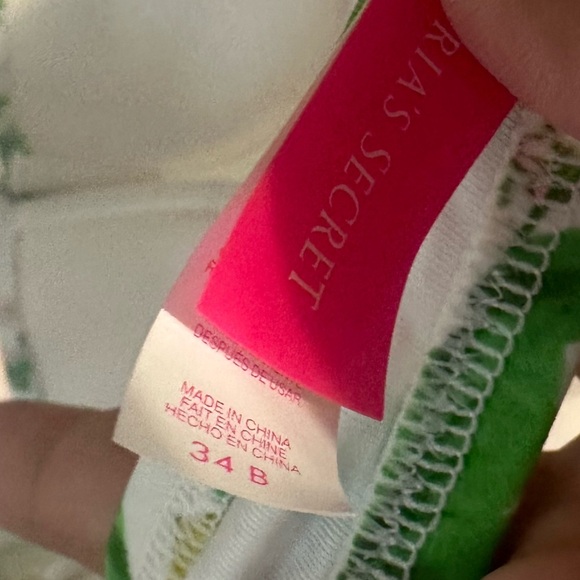 RIA'S SECRET
DESPUÉS DE USAR
MADE IN CHINA
FAIT EN CHINE
HECHO EN CHINA
34 B